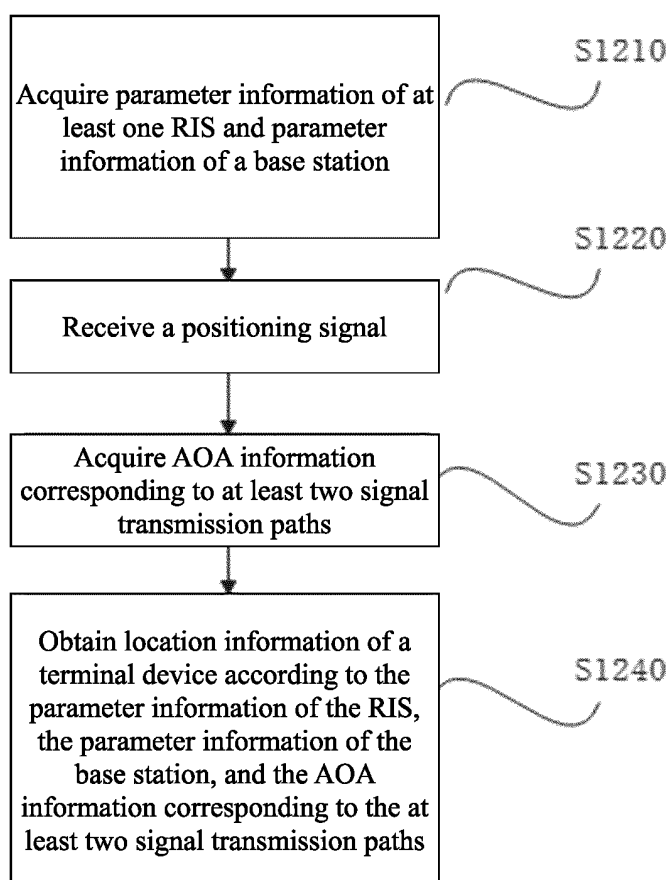 S1210
Acquire parameter information of at
least one RIS and parameter
information of a base station
S1220
Receive a positioning signal
Acquire AOA information
corresponding to at least two signal
transmission paths
S1230
Obtain location information of a
terminal device according to the
parameter information of the RIS,
the parameter information of the
base station, and the AOA
information corresponding to the at
least two signal transmission paths
S1240